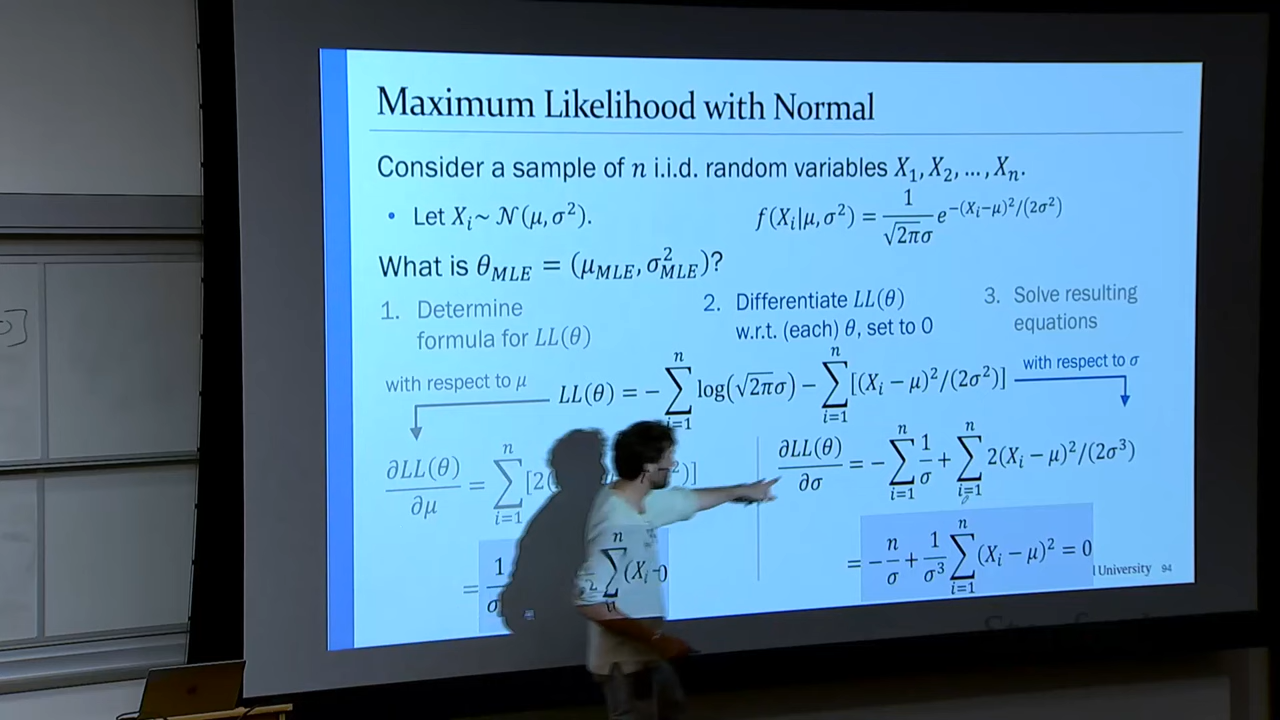 Maximum Likelihood with Normal
Consider a sample of n i.i.d. random variables X₁, X₂, …, Xₙ.
• Let Xᵢ ~ 𝒩(μ, σ²).
f(Xᵢ|μ, σ²) = 1/(√2π σ) e^{−(Xᵢ−μ)²/(2σ²)}
What is θ_MLE = (μ_MLE, σ²_MLE)?
1. Determine
formula for LL(θ)
2. Differentiate LL(θ)
w.r.t. (each) θ, set to 0
3. Solve resulting
equations
with respect to μ
LL(θ) = −∑_{i=1}^{n} log(√2π σ) − ∑_{i=1}^{n} [(Xᵢ − μ)²/(2σ²)]
with respect to σ
∂LL(θ)/∂μ = ∑_{i=1}^{n} [2( ²)]
= 1/σ ∑^{n} (Xᵢ 0
∂LL(θ)/∂σ = −∑_{i=1}^{n} 1/σ + ∑_{i=1}^{n} 2(Xᵢ − μ)²/(2σ³)
= −n/σ + 1/σ³ ∑_{i=1}^{n} (Xᵢ − μ)² = 0
University 94